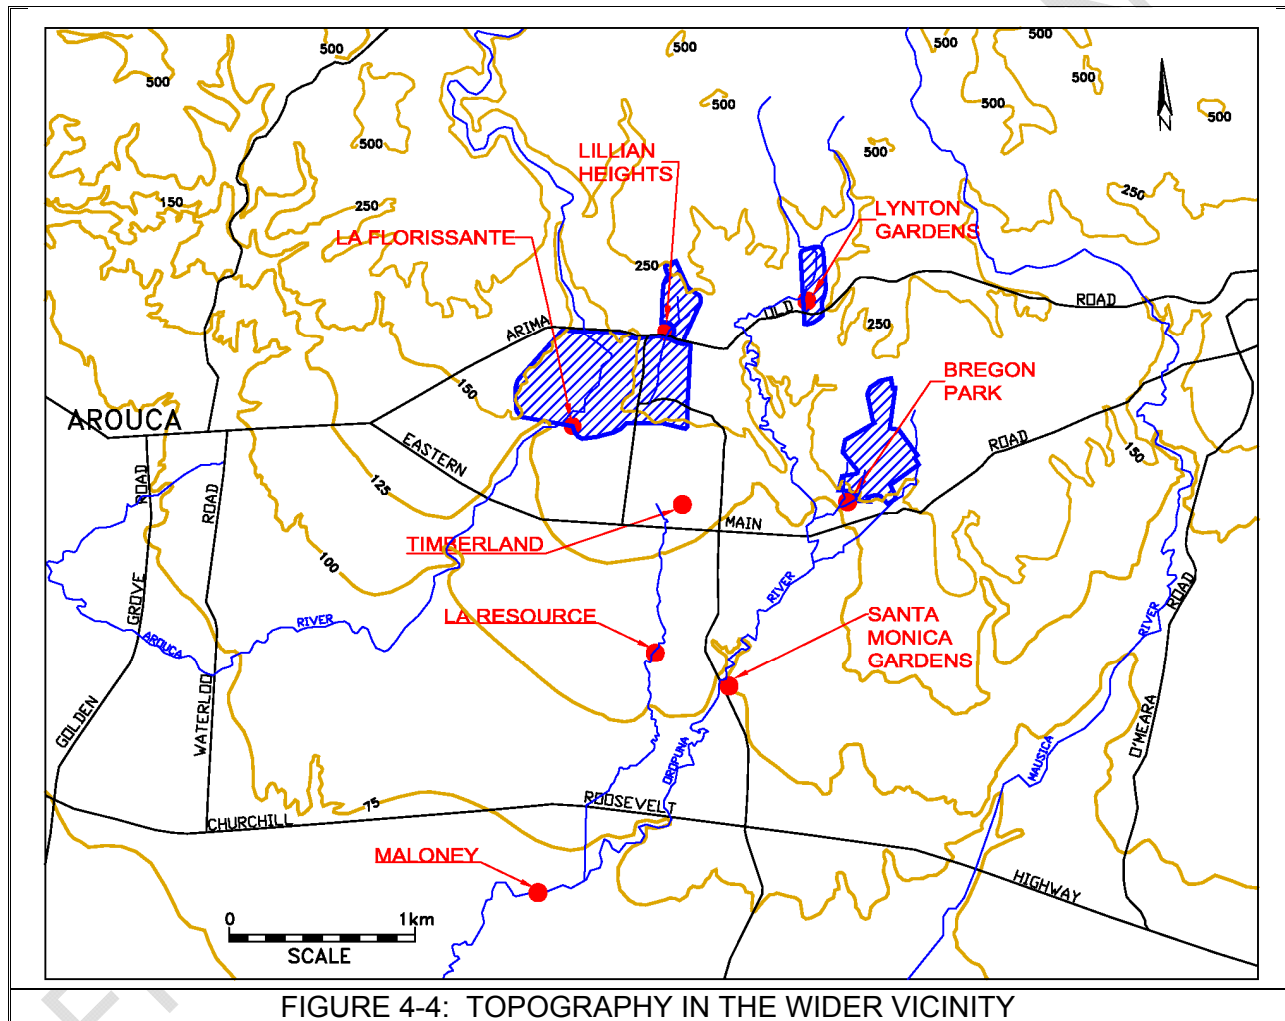 500
500
500
500
500
500
500
500
500
N
500
LILLIAN
HEIGHTS
150
250
250
LYNTON
GARDENS
LA FLORISSANTE
250
ARIMA
OLD
ROAD
250
BREGON
PARK
150
AROUCA
EASTERN
ROAD
150
125
ROAD
ROAD
MAIN
TIMBERLAND
100
GROVE
RIVER
ROAD
LA RESOURCE
SANTA
MONICA
GARDENS
RIVER
RIVER
AROUCA
GOLDEN
WATERLOO
OROPUNA
MAUSICA
O'MEARA
75
ROOSEVELT
CHURCHILL
MALONEY
HIGHWAY
0 1km
SCALE
FIGURE 4-4: TOPOGRAPHY IN THE WIDER VICINITY